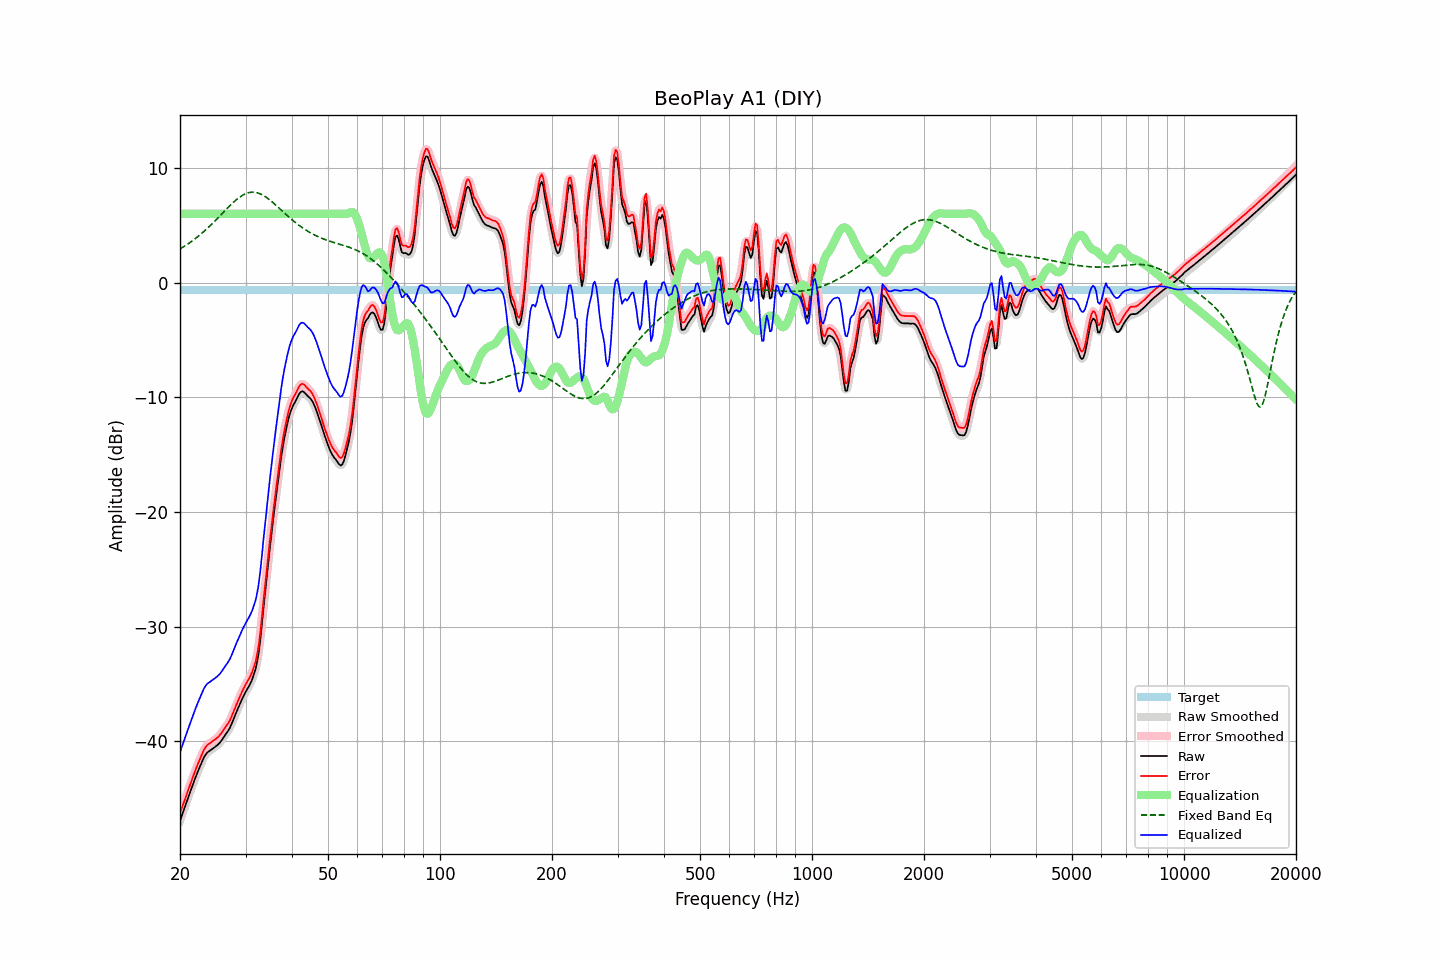 BeoPlay A1 (DIY)
Amplitude (dBr)
10
0
−10
−20
−30
−40
20
50
100
200
500
1000
2000
5000
10000
20000
Frequency (Hz)
Target
Raw Smoothed
Error Smoothed
Raw
Error
Equalization
Fixed Band Eq
Equalized